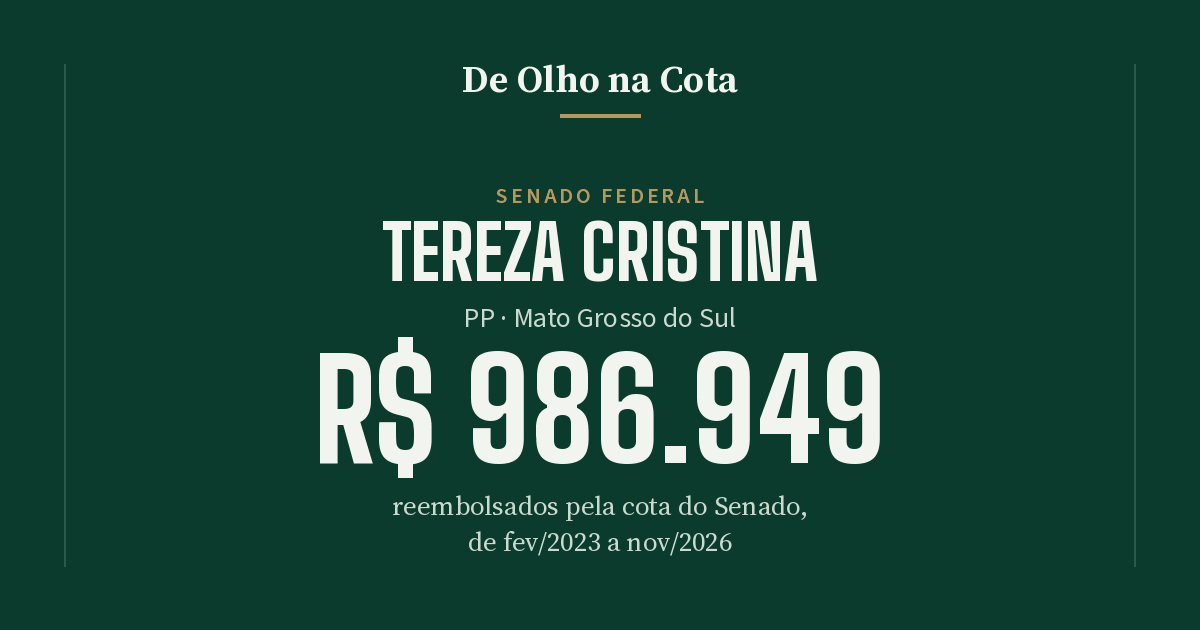 De Olho na Cota
SENADO FEDERAL
TEREZA CRISTINA
PP · Mato Grosso do Sul
R$ 986.949
reembolsados pela cota do Senado,
de fev/2023 a nov/2026